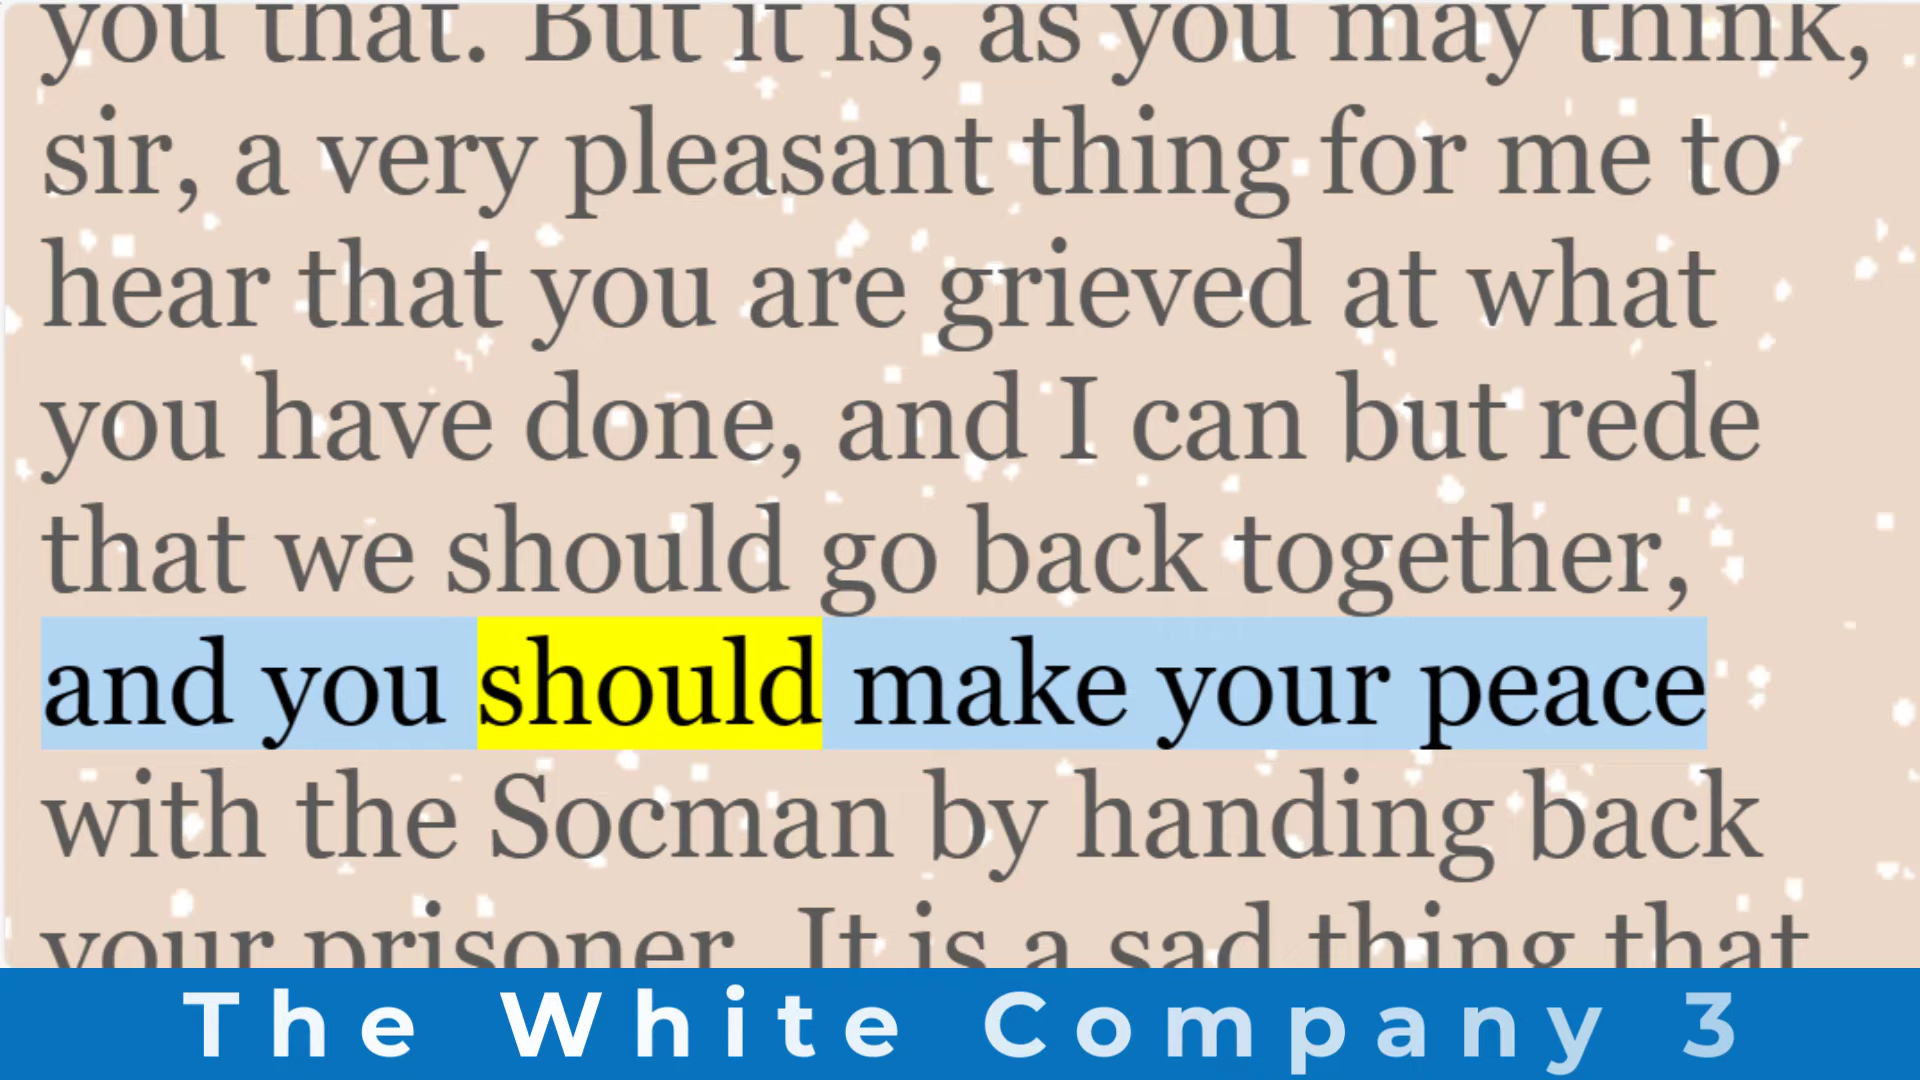 you that. But it is, as you may think,
sir, a very pleasant thing for me to
hear that you are grieved at what
you have done, and I can but rede
that we should go back together,
and you should make your peace
with the Socman by handing back
your prisoner. It is a sad thing that
The White Company 3